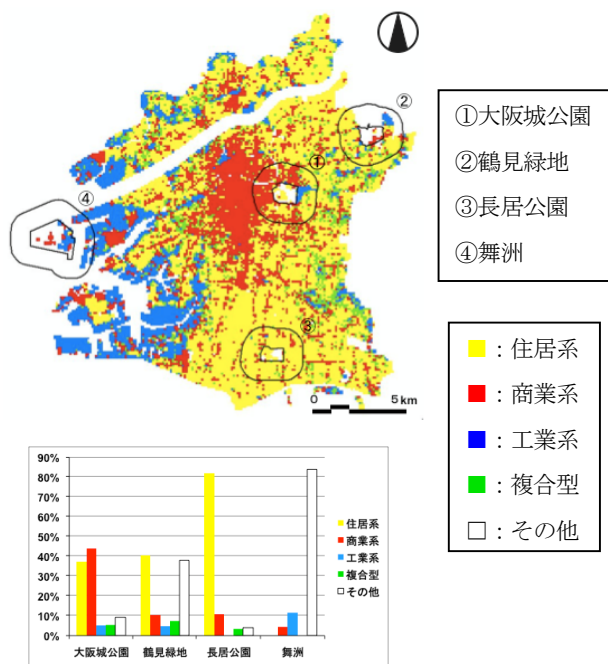 ②
①
④
③
0 5km
①大阪城公園
②鶴見緑地
③長居公園
④舞洲
：住居系
：商業系
：工業系
：複合型
：その他
90%
80%
70%
60%
50%
40%
30%
20%
10%
0%
大阪城公園 鶴見緑地 長居公園 舞洲
住居系
商業系
工業系
複合型
その他